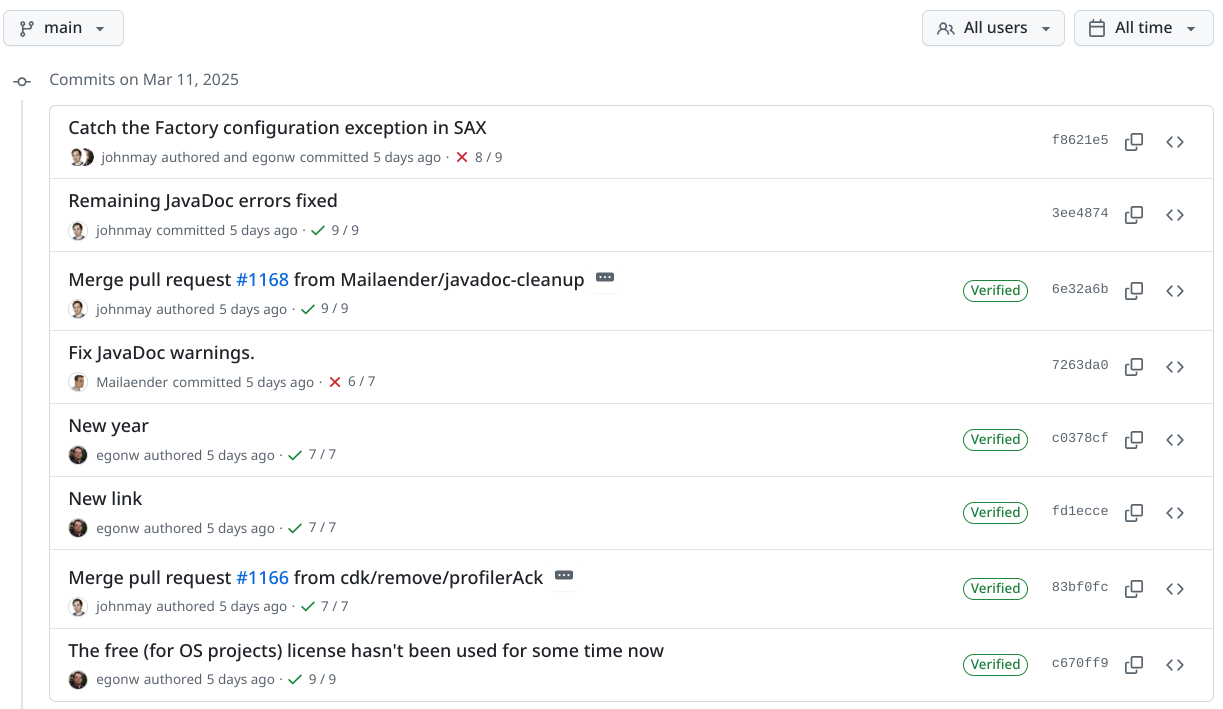 main
All users
All time
Commits on Mar 11, 2025
Catch the Factory configuration exception in SAX
johnmay authored and egonw committed 5 days ago · 8 / 9
f8621e5
Remaining JavaDoc errors fixed
johnmay committed 5 days ago · 9 / 9
3ee4874
Merge pull request #1168 from Mailaender/javadoc-cleanup
johnmay authored 5 days ago · 9 / 9
Verified
6e32a6b
Fix JavaDoc warnings.
Mailaender committed 5 days ago · 6 / 7
7263da0
New year
egonw authored 5 days ago · 7 / 7
Verified
c0378cf
New link
egonw authored 5 days ago · 7 / 7
Verified
fd1ecce
Merge pull request #1166 from cdk/remove/profilerAck
johnmay authored 5 days ago · 7 / 7
Verified
83bf0fc
The free (for OS projects) license hasn't been used for some time now
egonw authored 5 days ago · 9 / 9
Verified
c670ff9